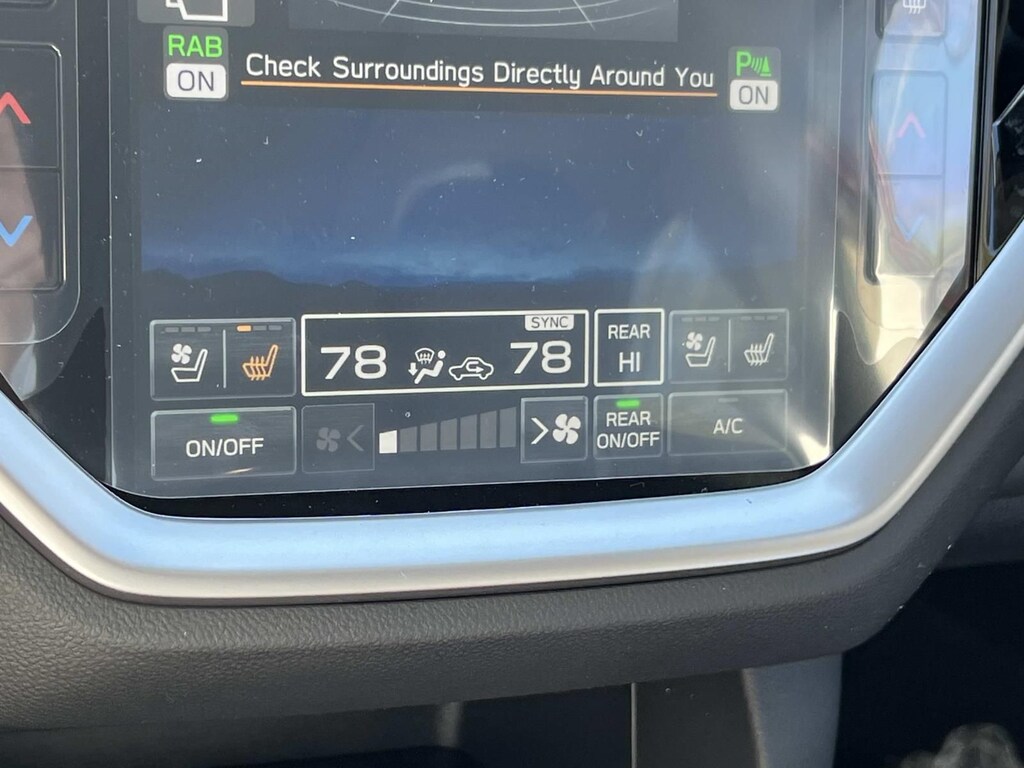 RAB
ON
Check Surroundings Directly Around You
P
ON
SYNC
78
78
REAR
HI
ON/OFF
REAR
ON/OFF
A/C